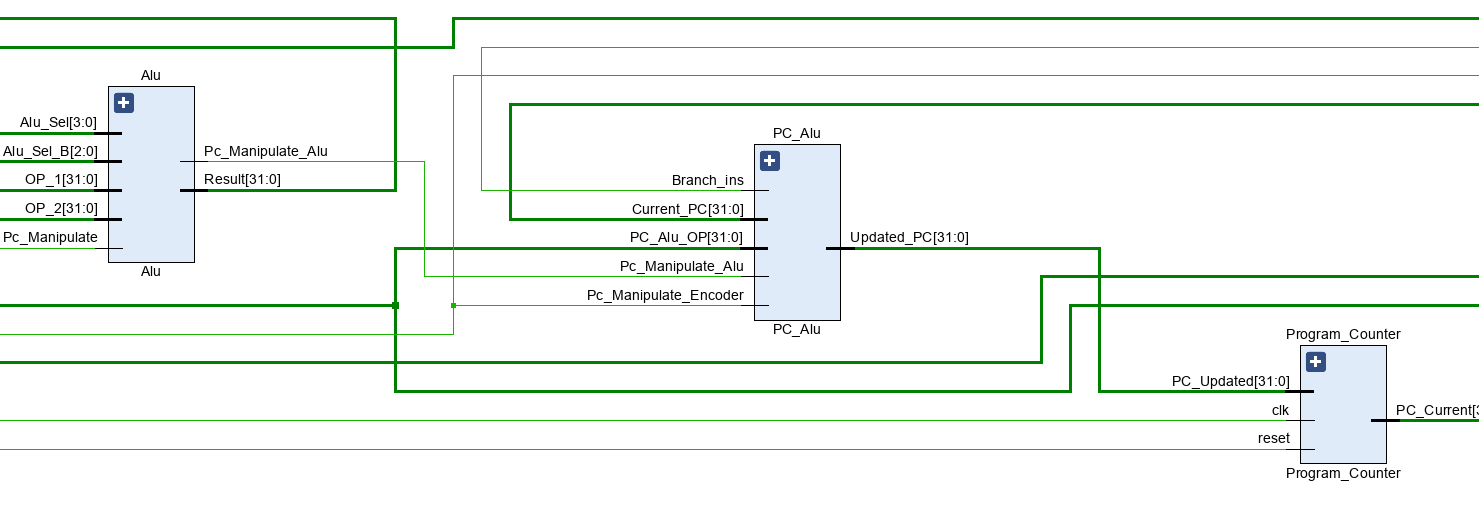 Alu
Alu_Sel[3:0]
Alu_Sel_B[2:0]
OP_1[31:0]
OP_2[31:0]
Pc_Manipulate
Pc_Manipulate_Alu
Result[31:0]
Alu
PC_Alu
Branch_ins
Current_PC[31:0]
PC_Alu_OP[31:0]
Pc_Manipulate_Alu
Pc_Manipulate_Encoder
Updated_PC[31:0]
PC_Alu
Program_Counter
PC_Updated[31:0]
clk
reset
PC_Current[3
Program_Counter